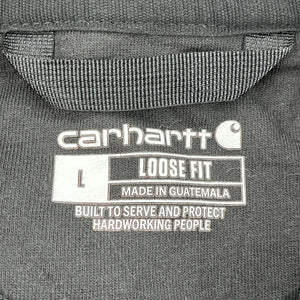 carhartt
L LOOSE FIT
MADE IN GUATEMALA
BUILT TO SERVE AND PROTECT
HARDWORKING PEOPLE